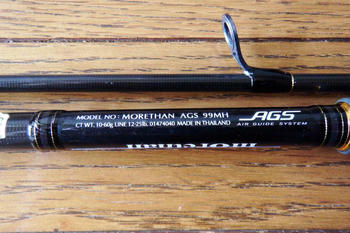 MODEL NO: MORETHAN AGS 99MH
CT WT. 10-60g LINE 12-25lb. 01474040 MADE IN THAILAND
AGS
AIR GUIDE SYSTEM
morethan